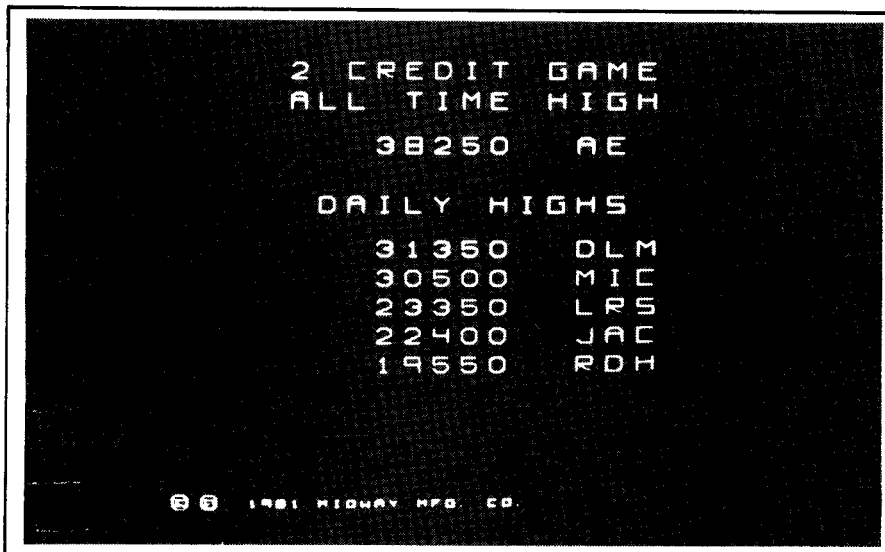 2 CREDIT GAME
ALL TIME HIGH
38250 AE
DAILY HIGHS
31350 DLM
30500 MIC
23350 LRS
22400 JAC
19550 RDH
1981 MIDWAY MFG. CO.